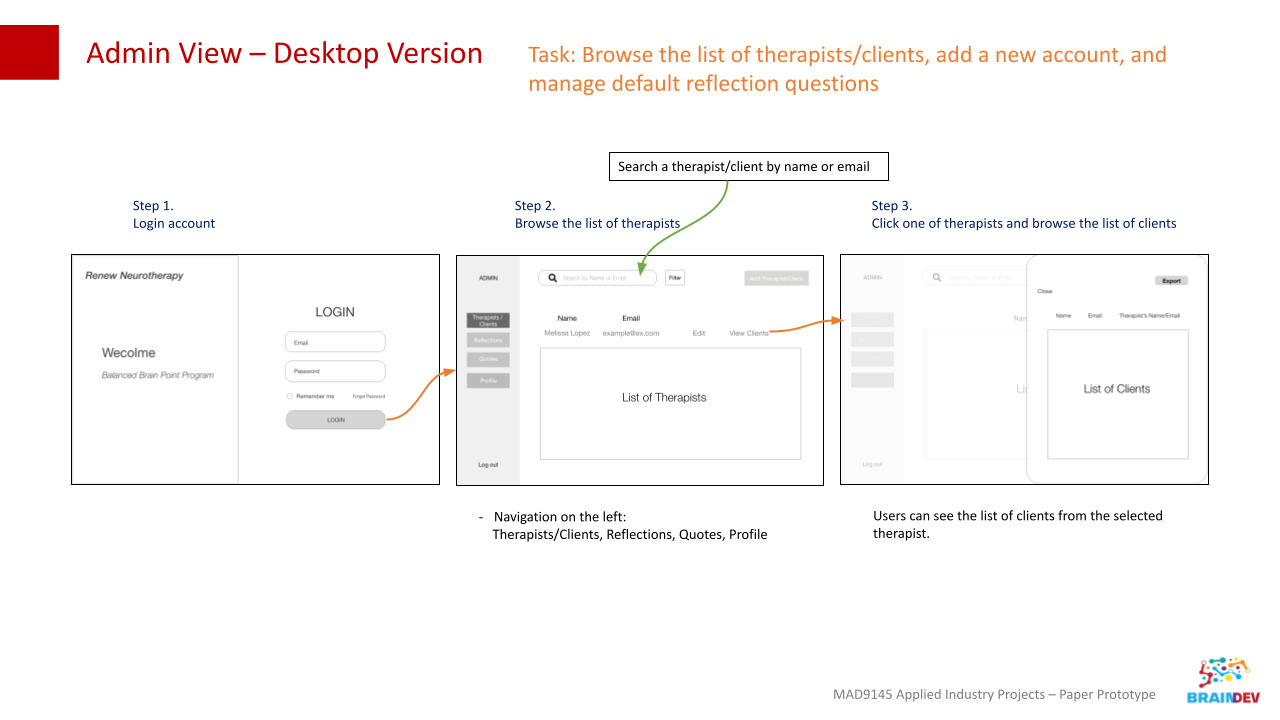 Admin View – Desktop Version
Task: Browse the list of therapists/clients, add a new account, and
manage default reflection questions
Search a therapist/client by name or email
Step 1.
Login account
Step 2.
Browse the list of therapists
Step 3.
Click one of therapists and browse the list of clients
Renew Neurotherapy
Wecolme
Balanced Brain Point Program
LOGIN
Email
Password
Remember me
Forget Password
LOGIN
ADMIN
Search by Name or Email
Filter
Add Therapist/Client
Therapists /
Clients
Reflections
Quotes
Profile
Log out
Name Email
Melissa Lopez example@ex.com Edit View Clients
List of Therapists
ADMIN
Search by Name or Email
Nam
Li
Log out
Export
Close
Name Email Therapist's Name/Email
List of Clients
- Navigation on the left:
Therapists/Clients, Reflections, Quotes, Profile
Users can see the list of clients from the selected
therapist.
MAD9145 Applied Industry Projects – Paper Prototype
BRAINDEV